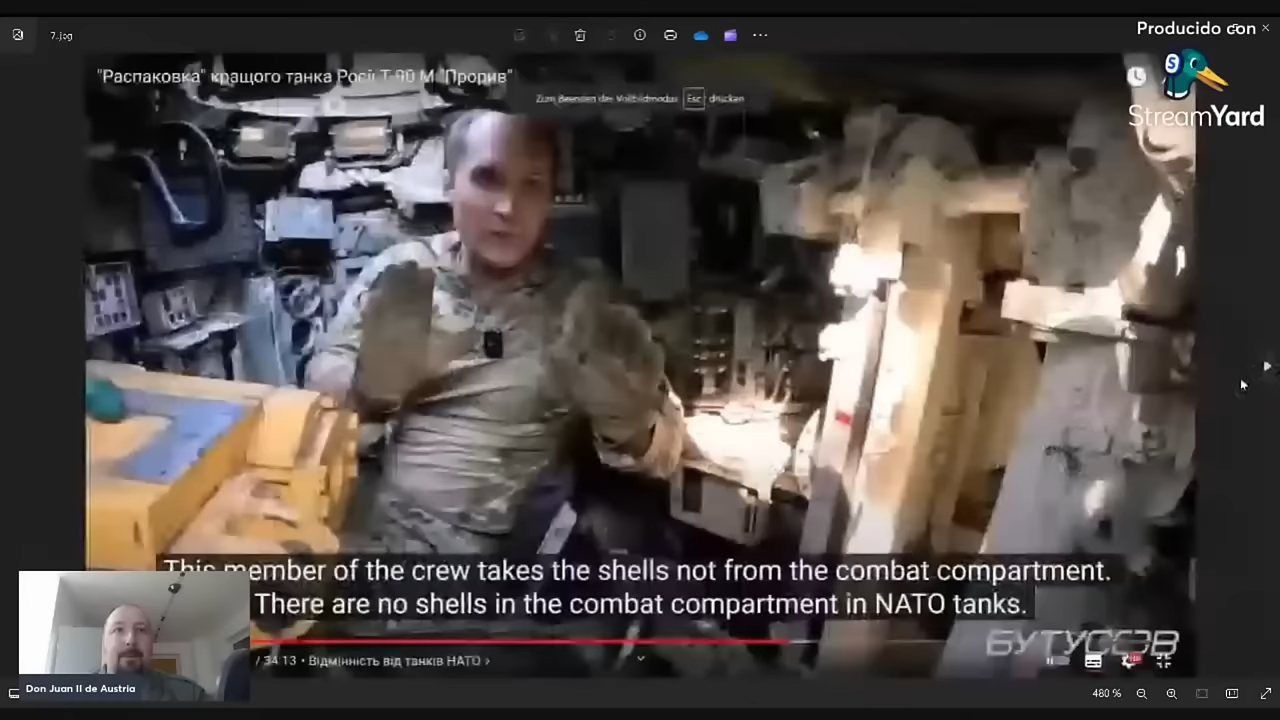 7.jpg
Producido con
StreamYard
"Распаковка" кращого танка Росії Т-90 М "Прорив"
Zum Beenden des Vollbildmodus Esc drücken
This member of the crew takes the shells not from the combat compartment.
There are no shells in the combat compartment in NATO tanks.
БУТУСОВ
/ 34:13 • Відмінність від танків НАТО ›
Don Juan II de Austria
480 %